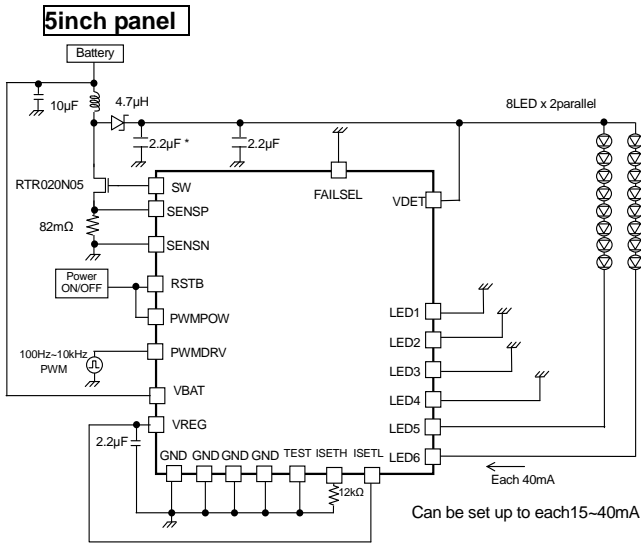 5inch panel
Battery
10μF
4.7μH
8LED x 2parallel
2.2μF *
2.2μF
RTR020N05
SW
FAILSEL
VDET
SENSP
82mΩ
SENSN
Power
ON/OFF
RSTB
PWMPOW
LED1
LED2
100Hz~10kHz
PWM
PWMDRV
LED3
VBAT
LED4
VREG
LED5
2.2μF
GND GND GND GND TEST ISETH ISETL
LED6
Each 40mA
12kΩ
Can be set up to each15~40mA